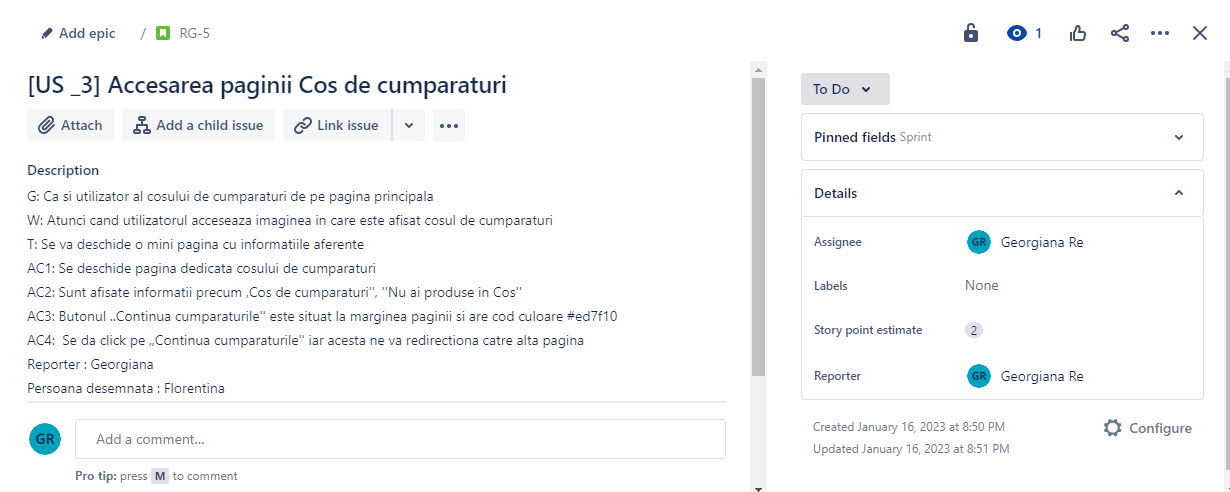 Add epic / RG-5
1
[US _3] Accesarea paginii Cos de cumparaturi
Attach Add a child issue Link issue
Description
G: Ca si utilizator al cosului de cumparaturi de pe pagina principala
W: Atunci cand utilizatorul acceseaza imaginea in care este afisat cosul de cumparaturi
T: Se va deschide o mini pagina cu informatiile aferente
AC1: Se deschide pagina dedicata cosului de cumparaturi
AC2: Sunt afisate informatii precum ,Cos de cumparaturi'', ''Nu ai produse in Cos''
AC3: Butonul ..Continua cumparaturile'' este situat la marginea paginii si are cod culoare #ed7f10
AC4:  Se da click pe ,,Continua cumparaturile'' iar acesta ne va redirectiona catre alta pagina
Reporter : Georgiana
Persoana desemnata : Florentina
GR Add a comment...
Pro tip: press M to comment
To Do
Pinned fields Sprint
Details
Assignee GR Georgiana Re
Labels None
Story point estimate 2
Reporter GR Georgiana Re
Created January 16, 2023 at 8:50 PM
Updated January 16, 2023 at 8:51 PM
Configure